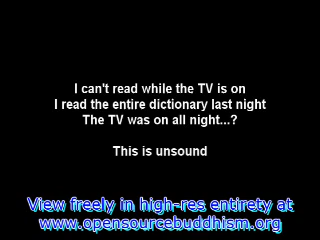 I can't read while the TV is on
I read the entire dictionary last night
The TV was on all night...?
This is unsound
View freely in high-res entirety at
www.opensourcebuddhism.org